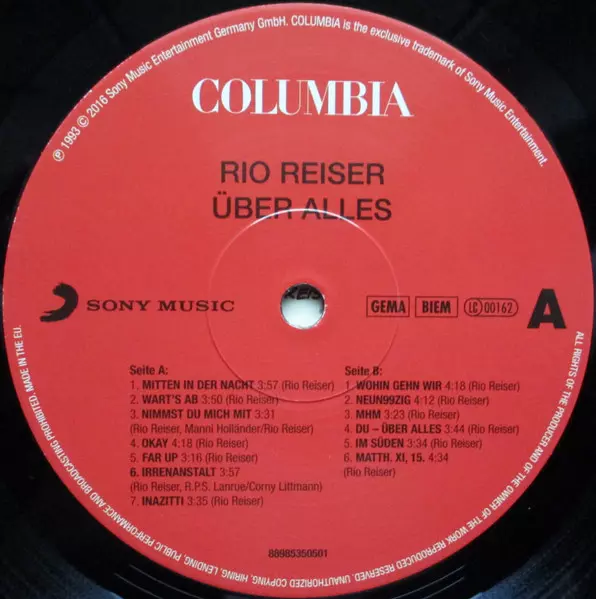 ℗ 1993 © 2016 Sony Music Entertainment Germany GmbH. COLUMBIA is the exclusive trademark of Sony Music Entertainment.
COLUMBIA
RIO REISER
ÜBER ALLES
SONY MUSIC
GEMA BIEM LC 00162 A
Seite A:
1. MITTEN IN DER NACHT 3:57 (Rio Reiser)
2. WART'S AB 3:50 (Rio Reiser)
3. NIMMST DU MICH MIT 3:31
(Rio Reiser, Manni Holländer/Rio Reiser)
4. OKAY 4:18 (Rio Reiser)
5. FAR UP 3:16 (Rio Reiser)
6. IRRENANSTALT 3:57
(Rio Reiser, R.P.S. Lanrue/Corny Littmann)
7. INAZITTI 3:35 (Rio Reiser)
Seite B:
1. WOHIN GEHN WIR 4:18 (Rio Reiser)
2. NEUN99ZIG 4:12 (Rio Reiser)
3. MHM 3:23 (Rio Reiser)
4. DU – ÜBER ALLES 3:44 (Rio Reiser)
5. IM SÜDEN 3:34 (Rio Reiser)
6. MATTH. XI, 15. 4:34
(Rio Reiser)
88985350501
ALL RIGHTS OF THE PRODUCER AND OF THE OWNER OF THE WORK REPRODUCED RESERVED. UNAUTHORIZED COPYING, HIRING, LENDING, PUBLIC PERFORMANCE AND BROADCASTING PROHIBITED. MADE IN THE EU.